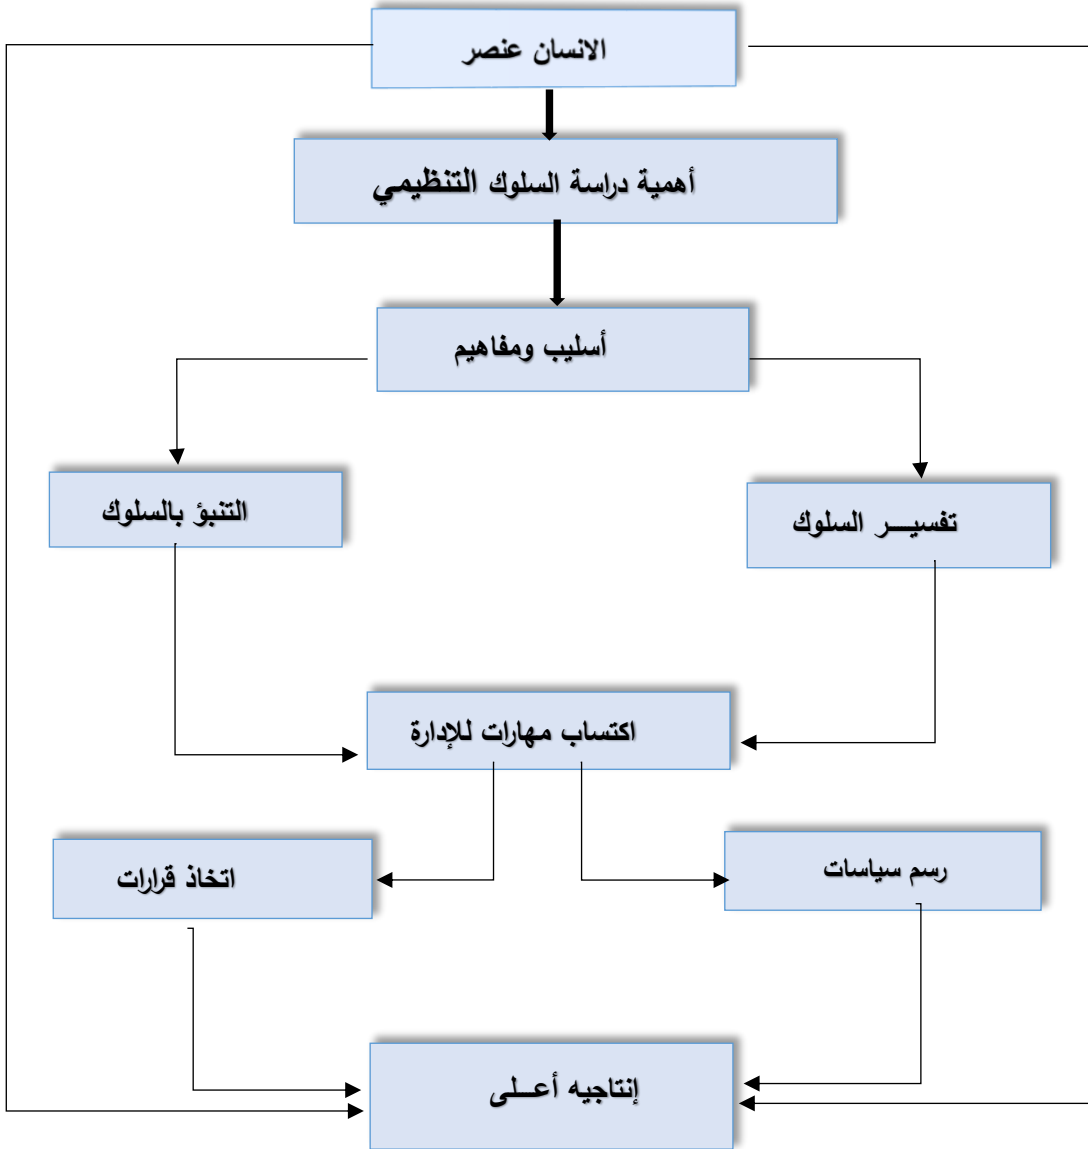 الانسان عنصر
أهمية دراسة السلوك التنظيمي
أسليب ومفاهيم
تفسيـــر السلوك
التنبؤ بالسلوك
اكتساب مهارات للإدارة
رسم سياسات
اتخاذ قرارات
إنتاجيه أعــلى